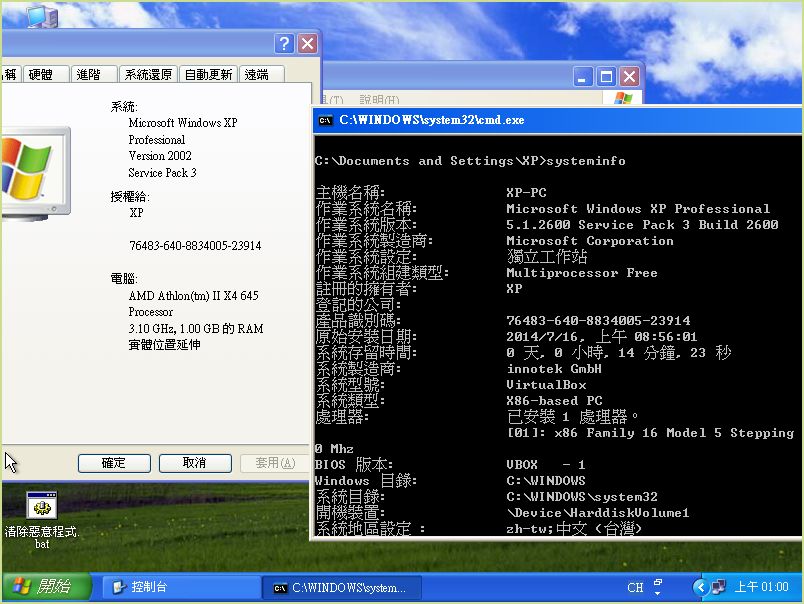 稱
硬體
進階
系統還原
自動更新
遠端
系統:
Microsoft Windows XP
Professional
Version 2002
Service Pack 3
授權給:
XP
76483-640-8834005-23914
電腦:
AMD Athlon(tm) II X4 645
Processor
3.10 GHz, 1.00 GB 的 RAM
實體位置延伸
確定
取消
套用(A)
(T)
說明(H)
C:\WINDOWS\system32\cmd.exe
C:\Documents and Settings\XP>systeminfo
主機名稱: XP-PC
作業系統名稱: Microsoft Windows XP Professional
作業系統版本: 5.1.2600 Service Pack 3 Build 2600
作業系統製造商: Microsoft Corporation
作業系統設定: 獨立工作站
作業系統組建類型: Multiprocessor Free
註冊的擁有者: XP
登記的公司:
產品識別碼: 76483-640-8834005-23914
原始安裝日期: 2014/7/16, 上午 08:56:01
系統存留時間: 0 天, 0 小時, 14 分鐘, 23 秒
系統製造商: innotek GmbH
系統型號: VirtualBox
系統類型: X86-based PC
處理器: 已安裝 1 處理器。
[01]: x86 Family 16 Model 5 Stepping
0 Mhz
BIOS 版本: VBOX - 1
Windows 目錄: C:\WINDOWS
系統目錄: C:\WINDOWS\system32
開機裝置: \Device\HarddiskVolume1
系統地區設定 : zh-tw;中文 (台灣)
清除惡意程式.
bat
開始
控制台
C:\WINDOWS\system...
CH
上午 01:00